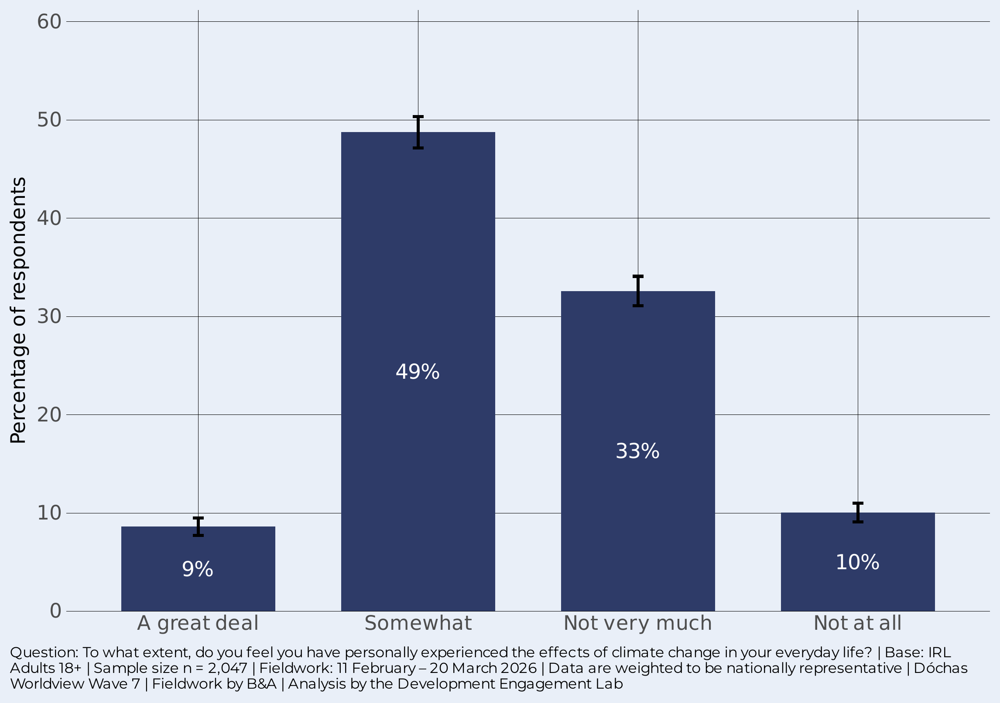 60
50
40
30
20
10
0
Percentage of respondents
9%
49%
33%
10%
A great deal
Somewhat
Not very much
Not at all
Question: To what extent, do you feel you have personally experienced the effects of climate change in your everyday life? | Base: IRL
Adults 18+ | Sample size n = 2,047 | Fieldwork: 11 February – 20 March 2026 | Data are weighted to be nationally representative | Dóchas
Worldview Wave 7 | Fieldwork by B&A | Analysis by the Development Engagement Lab